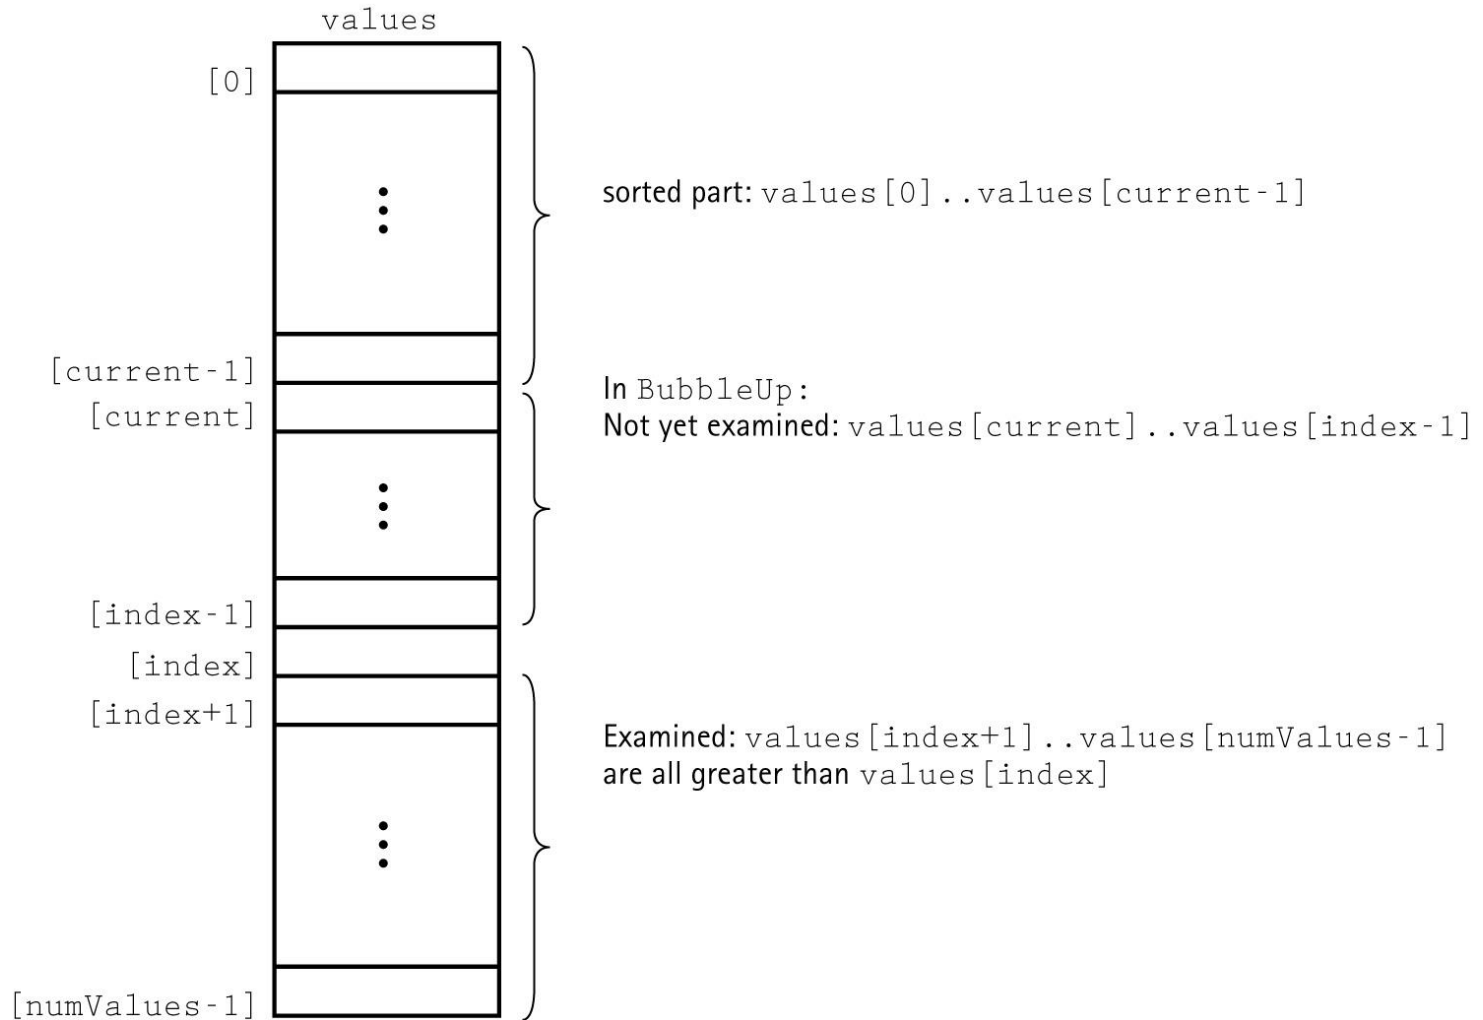 values
[0]
sorted part: values[0]..values[current-1]
[current-1]
[current]
In BubbleUp:
Not yet examined: values[current]..values[index-1]
[index-1]
[index]
[index+1]
Examined: values[index+1]..values[numValues-1]
are all greater than values[index]
[numValues-1]